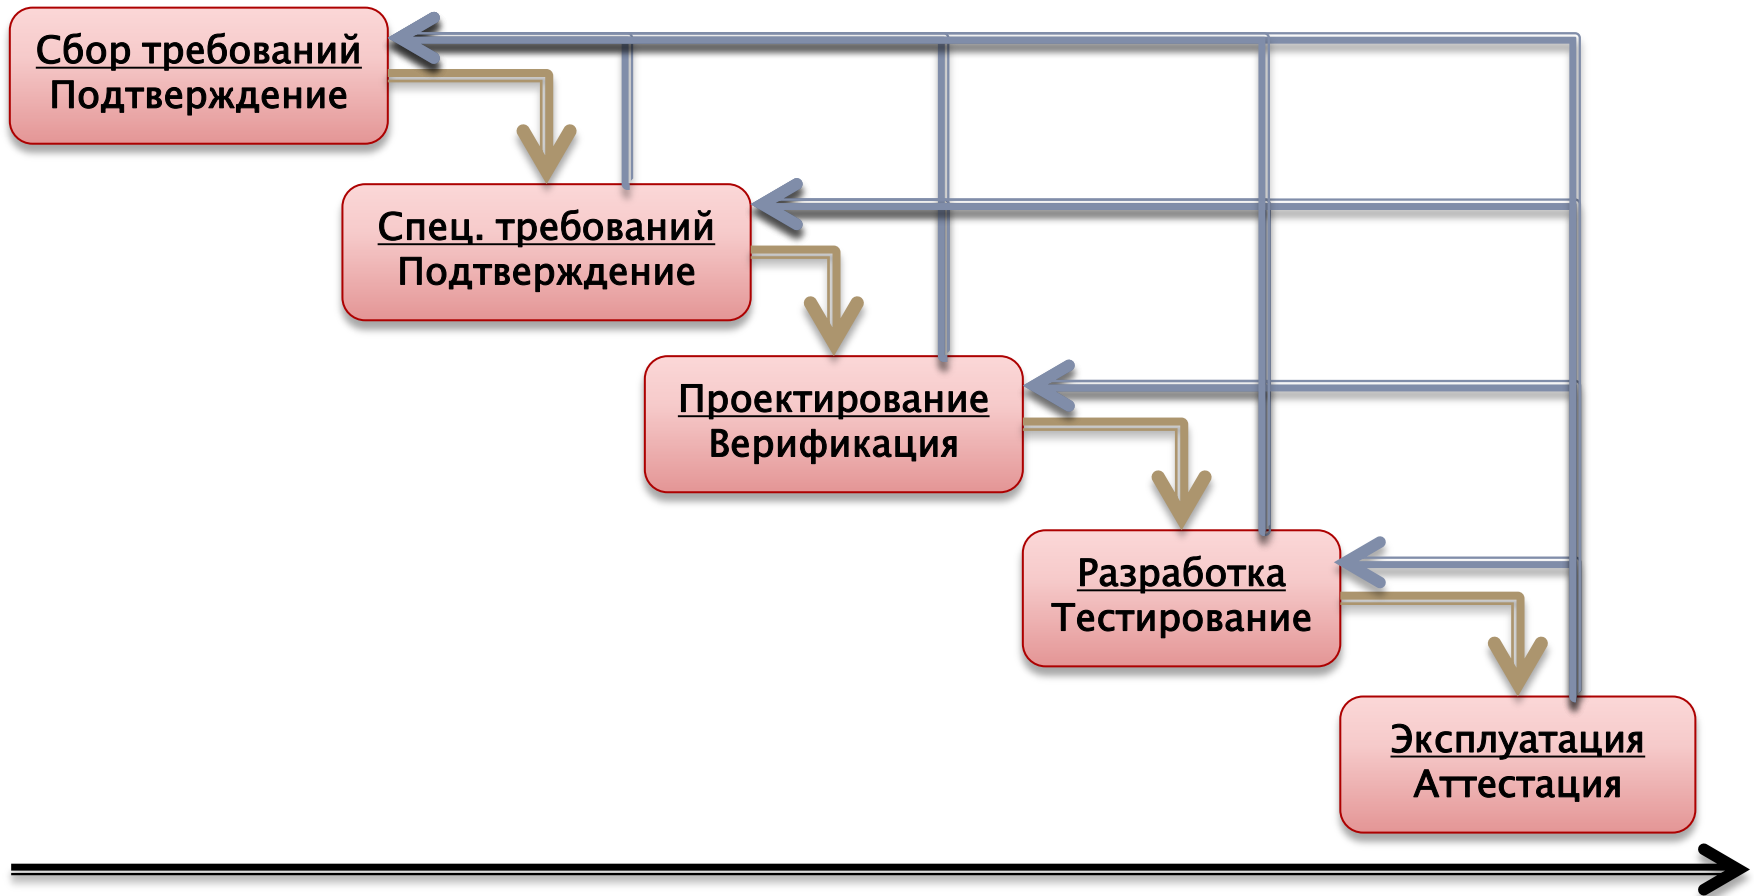 Сбор требований
Подтверждение
Спец. требований
Подтверждение
Проектирование
Верификация
Разработка
Тестирование
Эксплуатация
Аттестация